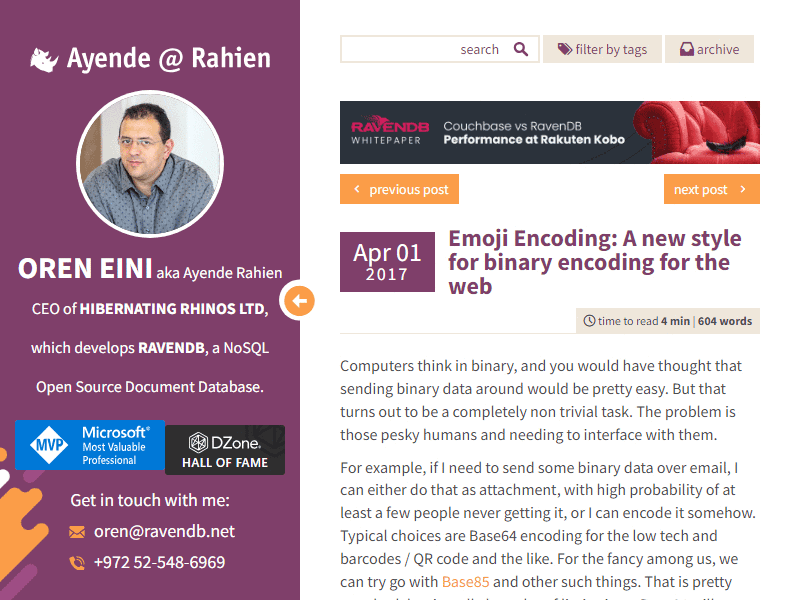 Ayende @ Rahien
OREN EINI aka Ayende Rahien
CEO of HIBERNATING RHINOS LTD,
which develops RAVENDB, a NoSQL
Open Source Document Database.
MVP Microsoft® Most Valuable Professional
DZone. HALL OF FAME
Get in touch with me:
oren@ravendb.net
+972 52-548-6969
search
filter by tags
archive
RAVENDB
WHITEPAPER
Couchbase vs RavenDB
Performance at Rakuten Kobo
previous post
next post
Apr 01
2017
Emoji Encoding: A new style
for binary encoding for the
web
time to read 4 min | 604 words
Computers think in binary, and you would have thought that
sending binary data around would be pretty easy. But that
turns out to be a completely non trivial task. The problem is
those pesky humans and needing to interface with them.
For example, if I need to send some binary data over email, I
can either do that as attachment, with high probability of at
least a few people never getting it, or I can encode it somehow.
Typical choices are Base64 encoding for the low tech and
barcodes / QR code and the like. For the fancy among us, we
can try go with Base85 and other such things. That is pretty